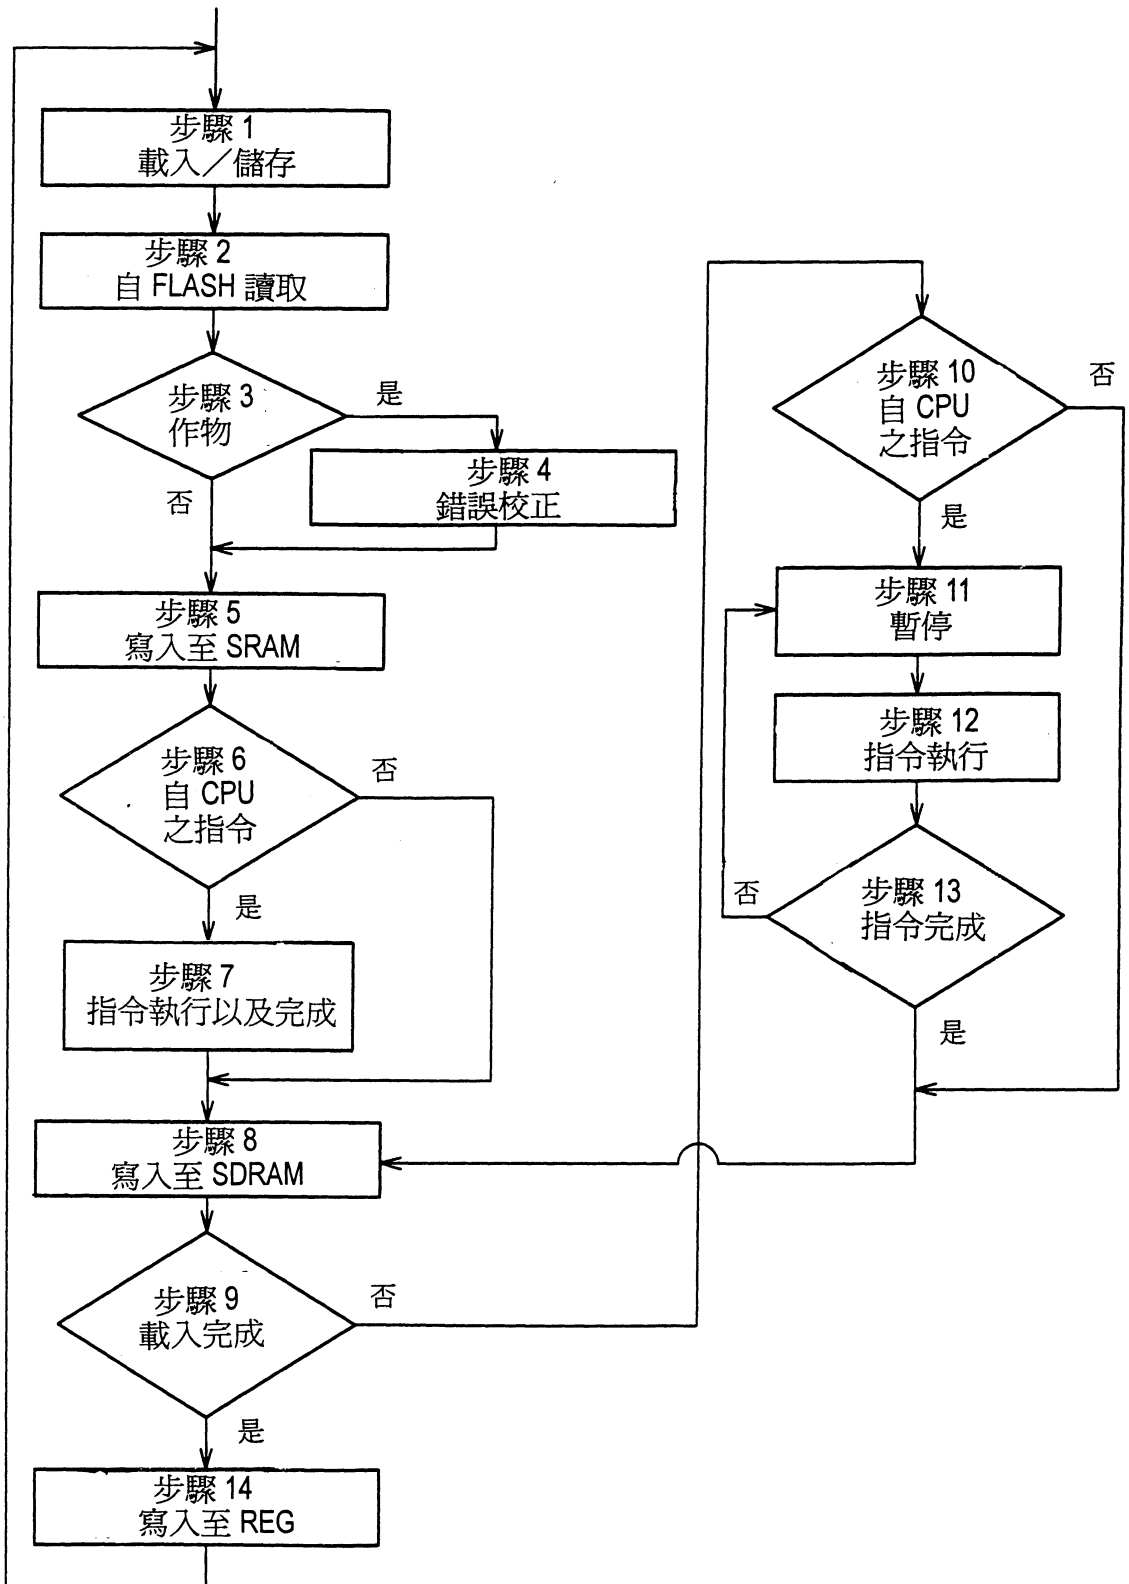 步驟 1
載入／儲存
步驟 2
自 FLASH 讀取
步驟 3
作物
是
否
步驟 4
錯誤校正
步驟 5
寫入至 SRAM
步驟 6
自 CPU
之指令
否
是
步驟 7
指令執行以及完成
步驟 8
寫入至 SDRAM
步驟 9
載入完成
否
是
步驟 14
寫入至 REG
步驟 10
自 CPU
之指令
否
是
步驟 11
暫停
步驟 12
指令執行
步驟 13
指令完成
否
是